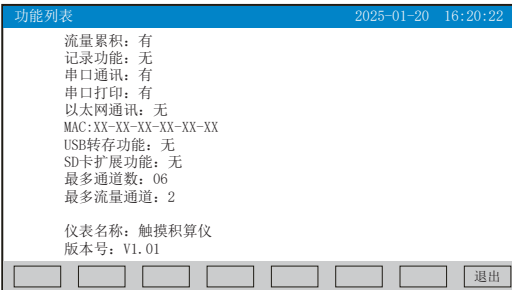 功能列表 2025-01-20 16:20:22
流量累积：有
记录功能：无
串口通讯：有
串口打印：有
以太网通讯：无
MAC:XX-XX-XX-XX-XX-XX
USB转存功能：无
SD卡扩展功能：无
最多通道数：06
最多流量通道：2
仪表名称：触摸积算仪
版本号：V1.01
退出